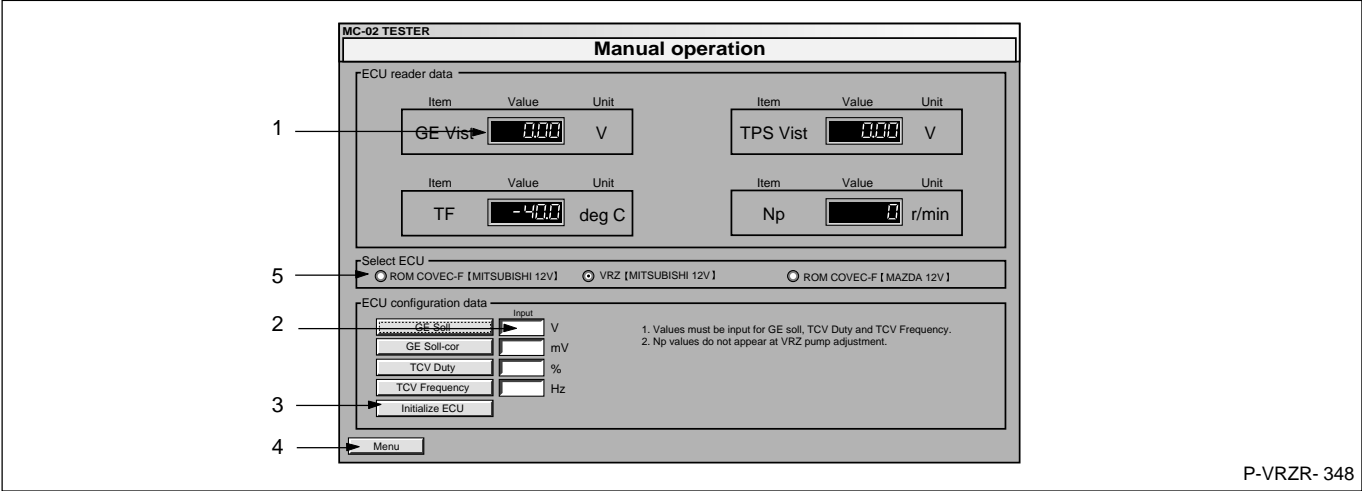 MC-02 TESTER
Manual operation
ECU reader data
Item Value Unit
1 GE Vist 0.00 V
Item Value Unit
TPS Vist 0.00 V
Item Value Unit
TF -40.0 deg C
Item Value Unit
Np 0 r/min
Select ECU
5 ROM COVEC-F【MITSUBISHI 12V】 VRZ【MITSUBISHI 12V】 ROM COVEC-F【MAZDA 12V】
ECU configuration data
Input
2 GE Soll V
GE Soll-cor mV
TCV Duty %
TCV Frequency Hz
3 Initialize ECU
1. Values must be input for GE soll, TCV Duty and TCV Frequency.
2. Np values do not appear at VRZ pump adjustment.
4 Menu
P-VRZR- 348